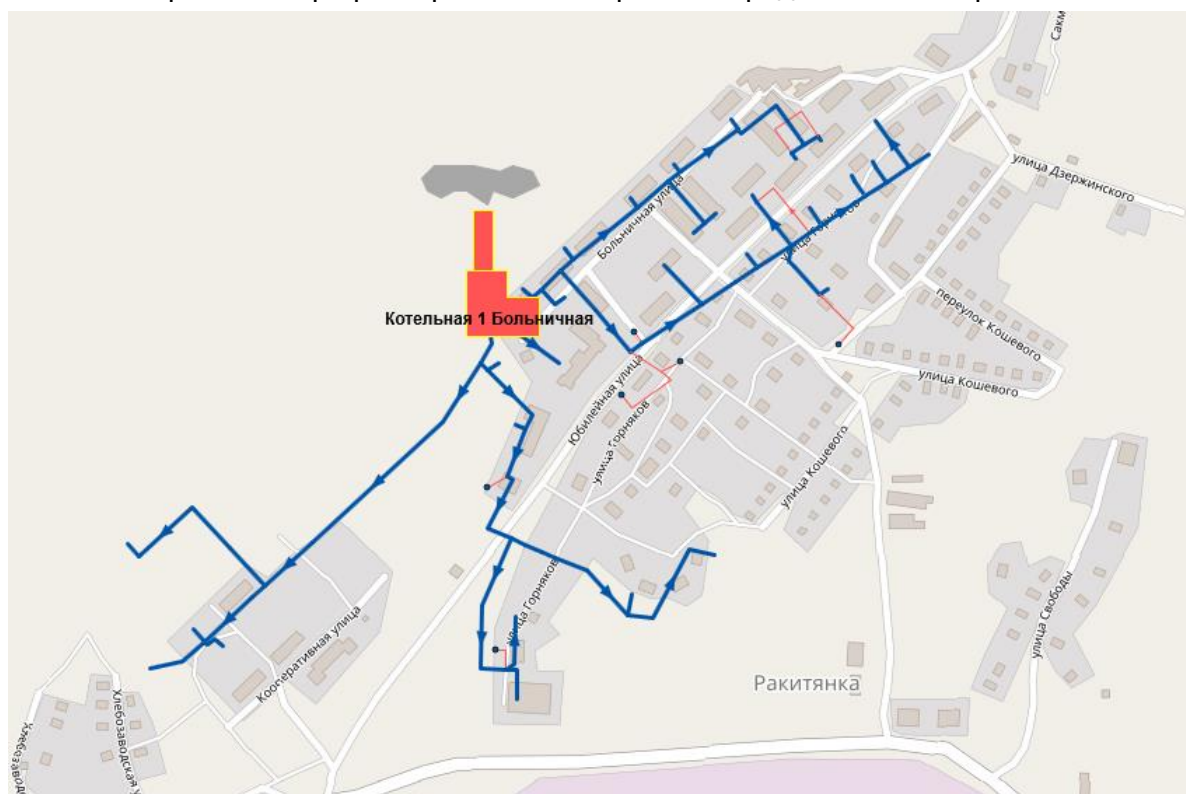 Сакм
улица Дзержинского
Больничная улица
улица Горняков
переулок Кошевого
Котельная 1 Больничная
улица Кошевого
Юбилейная улица
улица Горняков
улица Кошевого
улица Горняков
улица Свободы
Кооперативная улица
Ракитянка
Хлебозаводская у